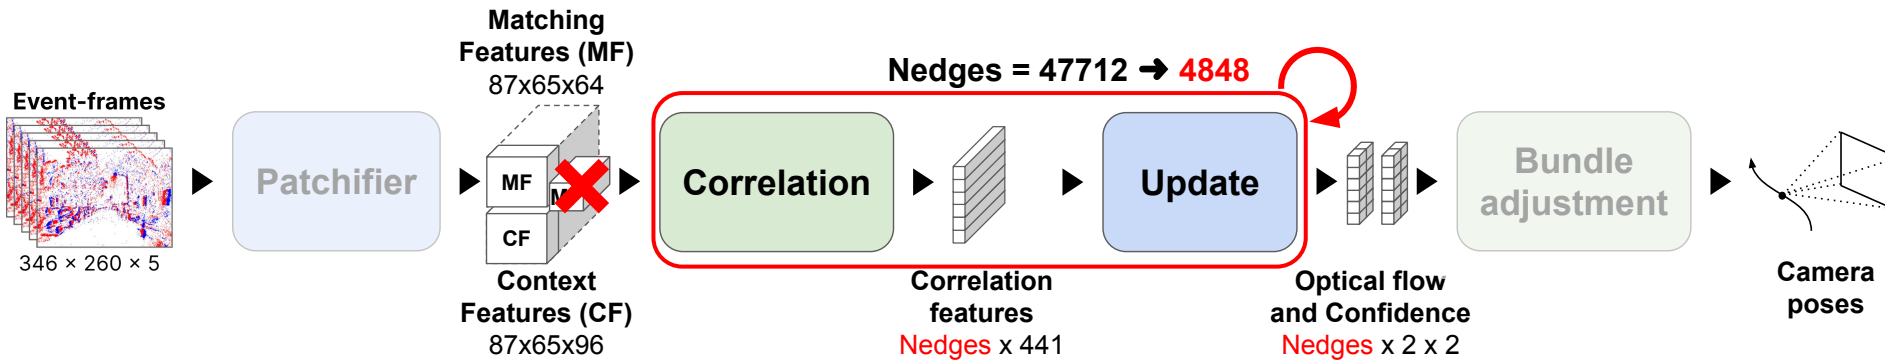 Event-frames
346 × 260 × 5
Patchifier
Matching
Features (MF)
87x65x64
MF
M
CF
Context
Features (CF)
87x65x96
Nedges = 47712 ➜ 4848
Correlation
Correlation
features
Nedges x 441
Update
Optical flow
and Confidence
Nedges x 2 x 2
Bundle
adjustment
Camera
poses